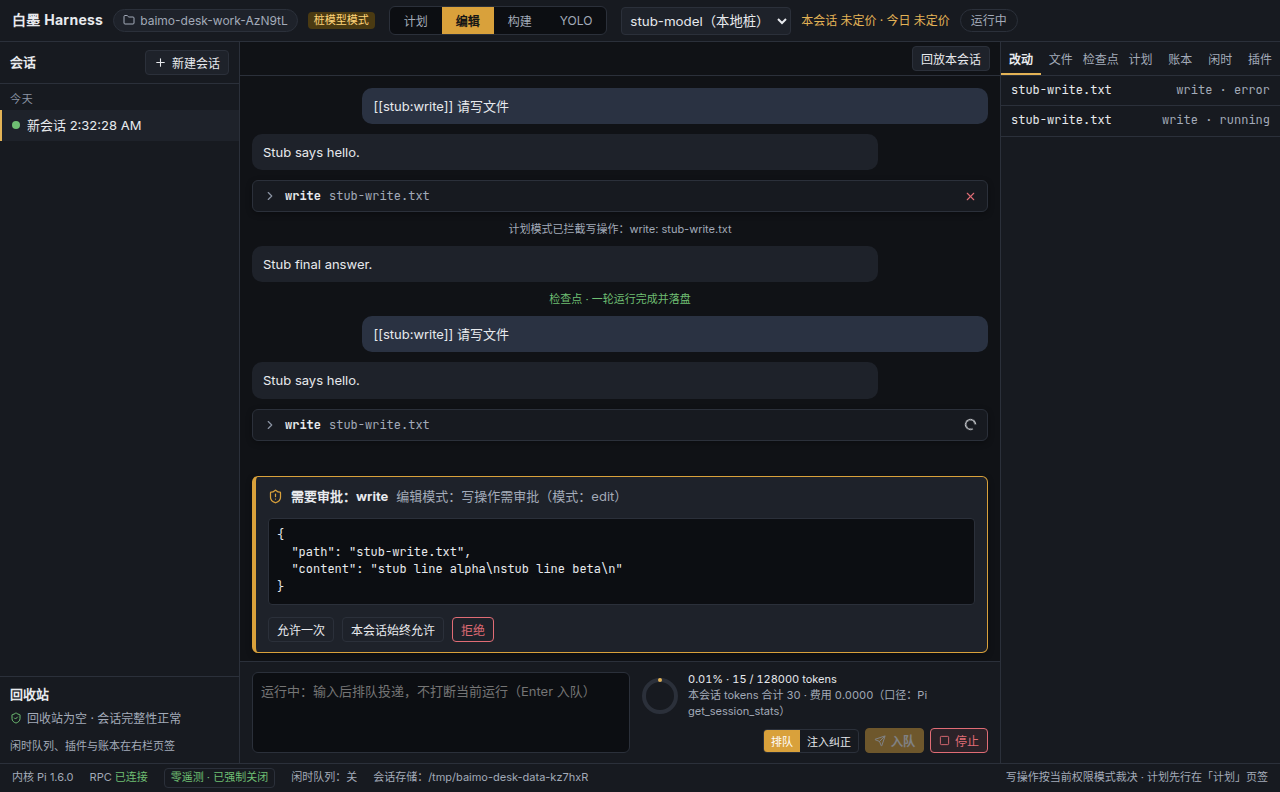 白墨 Harness
baimo-desk-work-AzN9tL
桩模型模式
计划
编辑
构建
YOLO
stub-model（本地桩）
本会话 未定价 · 今日 未定价
运行中
会话
新建会话
今天
新会话 2:32:28 AM
回放本会话
[[stub:write]] 请写文件
Stub says hello.
write stub-write.txt
计划模式已拦截写操作：write: stub-write.txt
Stub final answer.
检查点 · 一轮运行完成并落盘
[[stub:write]] 请写文件
Stub says hello.
write stub-write.txt
需要审批：write 编辑模式：写操作需审批（模式：edit）
{
"path": "stub-write.txt",
"content": "stub line alpha\nstub line beta\n"
}
允许一次
本会话始终允许
拒绝
改动
文件
检查点
计划
账本
闲时
插件
stub-write.txt write · error
stub-write.txt write · running
回收站
回收站为空 · 会话完整性正常
闲时队列、插件与账本在右栏页签
运行中：输入后排队投递，不打断当前运行（Enter 入队）
0.01% · 15 / 128000 tokens
本会话 tokens 合计 30 · 费用 0.0000（口径：Pi
get_session_stats）
排队
注入纠正
入队
停止
内核 Pi 1.6.0
RPC 已连接
零遥测 · 已强制关闭
闲时队列：关
会话存储：/tmp/baimo-desk-data-kz7hxR
写操作按当前权限模式裁决 · 计划先行在「计划」页签